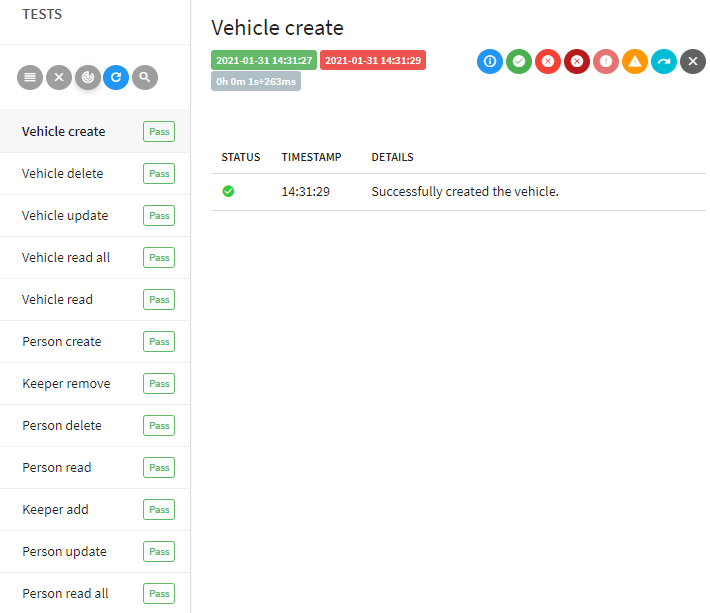 TESTS
Vehicle create Pass
Vehicle delete Pass
Vehicle update Pass
Vehicle read all Pass
Vehicle read Pass
Person create Pass
Keeper remove Pass
Person delete Pass
Person read Pass
Keeper add Pass
Person update Pass
Person read all Pass
Vehicle create
2021-01-31 14:31:27 2021-01-31 14:31:29
0h 0m 1s+263ms
STATUS TIMESTAMP DETAILS
14:31:29 Successfully created the vehicle.